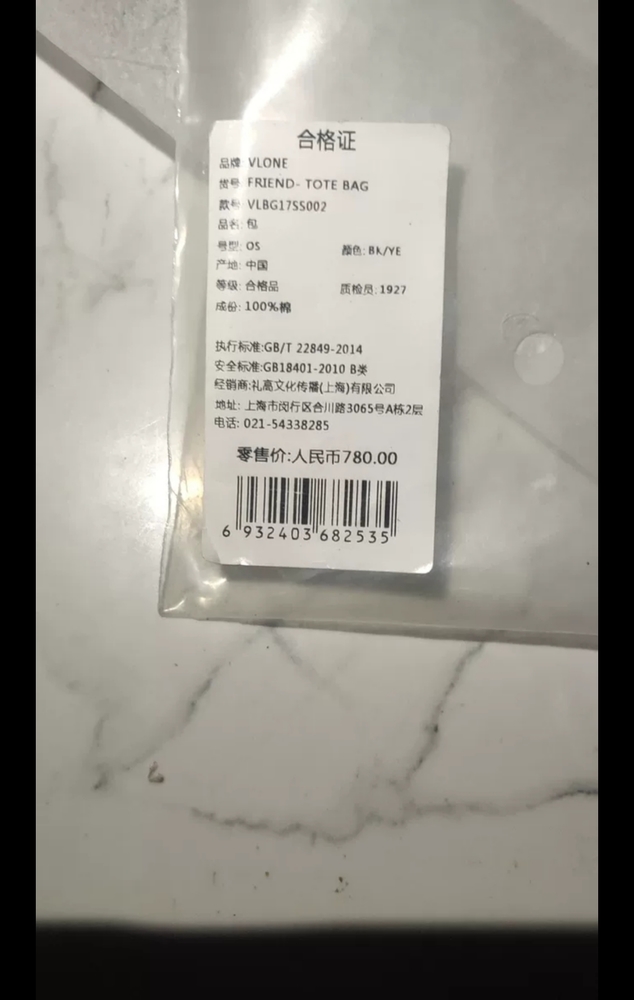 合格证
品牌: VLONE
货号: FRIEND- TOTE BAG
款号: VLBG17SS002
品名: 包
号型: OS 颜色: BK/YE
产地: 中国
等级: 合格品 质检员: 1927
成份: 100%棉
执行标准:GB/T 22849-2014
安全标准:GB18401-2010 B类
经销商:礼高文化传播(上海)有限公司
地址: 上海市闵行区合川路3065号A栋2层
电话: 021-54338285
零售价:人民币780.00
6 932403 682535